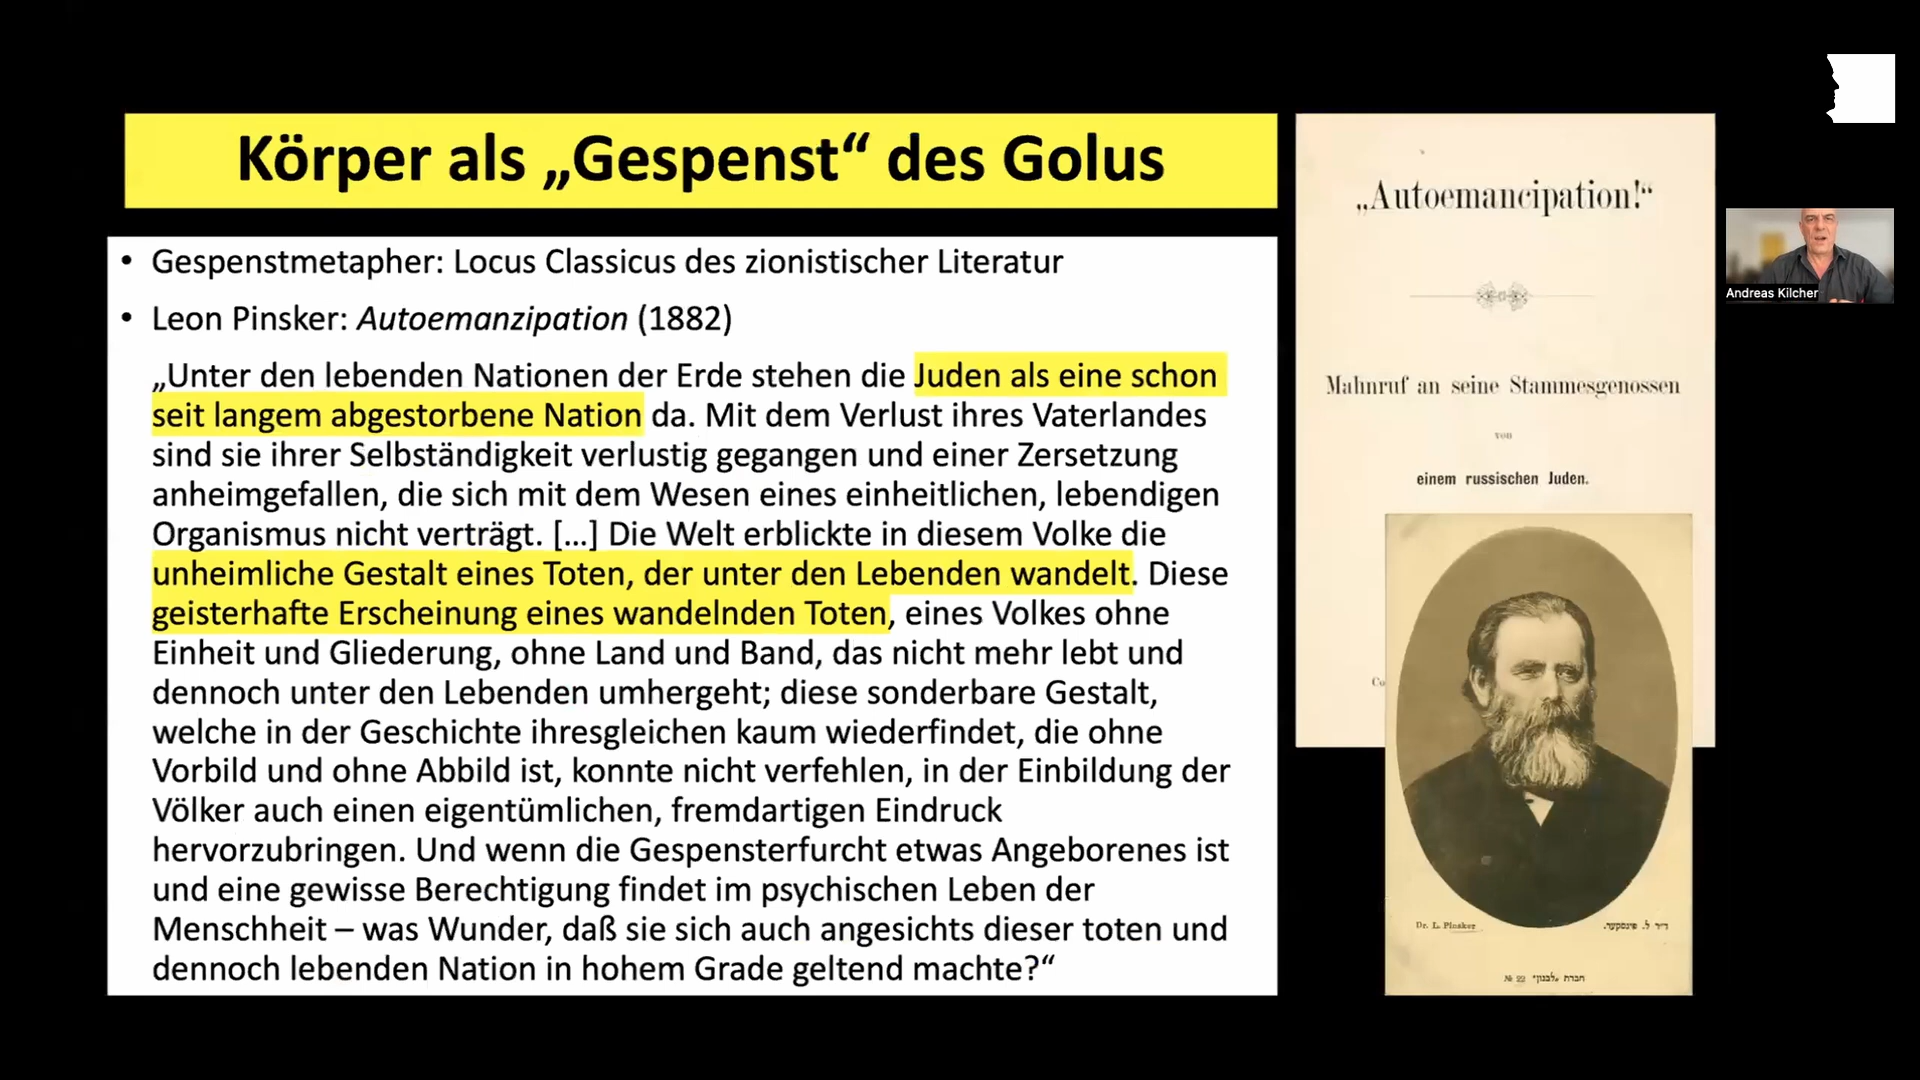 Körper als „Gespenst“ des Golus
• Gespenstmetapher: Locus Classicus des zionistischer Literatur
• Leon Pinsker: Autoemanzipation (1882)
„Unter den lebenden Nationen der Erde stehen die Juden als eine schon
seit langem abgestorbene Nation da. Mit dem Verlust ihres Vaterlandes
sind sie ihrer Selbständigkeit verlustig gegangen und einer Zersetzung
anheimgefallen, die sich mit dem Wesen eines einheitlichen, lebendigen
Organismus nicht verträgt. [...] Die Welt erblickte in diesem Volke die
unheimliche Gestalt eines Toten, der unter den Lebenden wandelt. Diese
geisterhafte Erscheinung eines wandelnden Toten, eines Volkes ohne
Einheit und Gliederung, ohne Land und Band, das nicht mehr lebt und
dennoch unter den Lebenden umhergeht; diese sonderbare Gestalt,
welche in der Geschichte ihresgleichen kaum wiederfindet, die ohne
Vorbild und ohne Abbild ist, konnte nicht verfehlen, in der Einbildung der
Völker auch einen eigentümlichen, fremdartigen Eindruck
hervorzubringen. Und wenn die Gespensterfurcht etwas Angeborenes ist
und eine gewisse Berechtigung findet im psychischen Leben der
Menschheit – was Wunder, daß sie sich auch angesichts dieser toten und
dennoch lebenden Nation in hohem Grade geltend machte?“
„Autoemancipation!“
Mahnruf an seine Stammesgenossen
von
einem russischen Juden.
Co
Dr. L. Pinsker
ד״ר ל. פינסקער.
№ 22 חברת „לבנון“
Andreas Kilcher